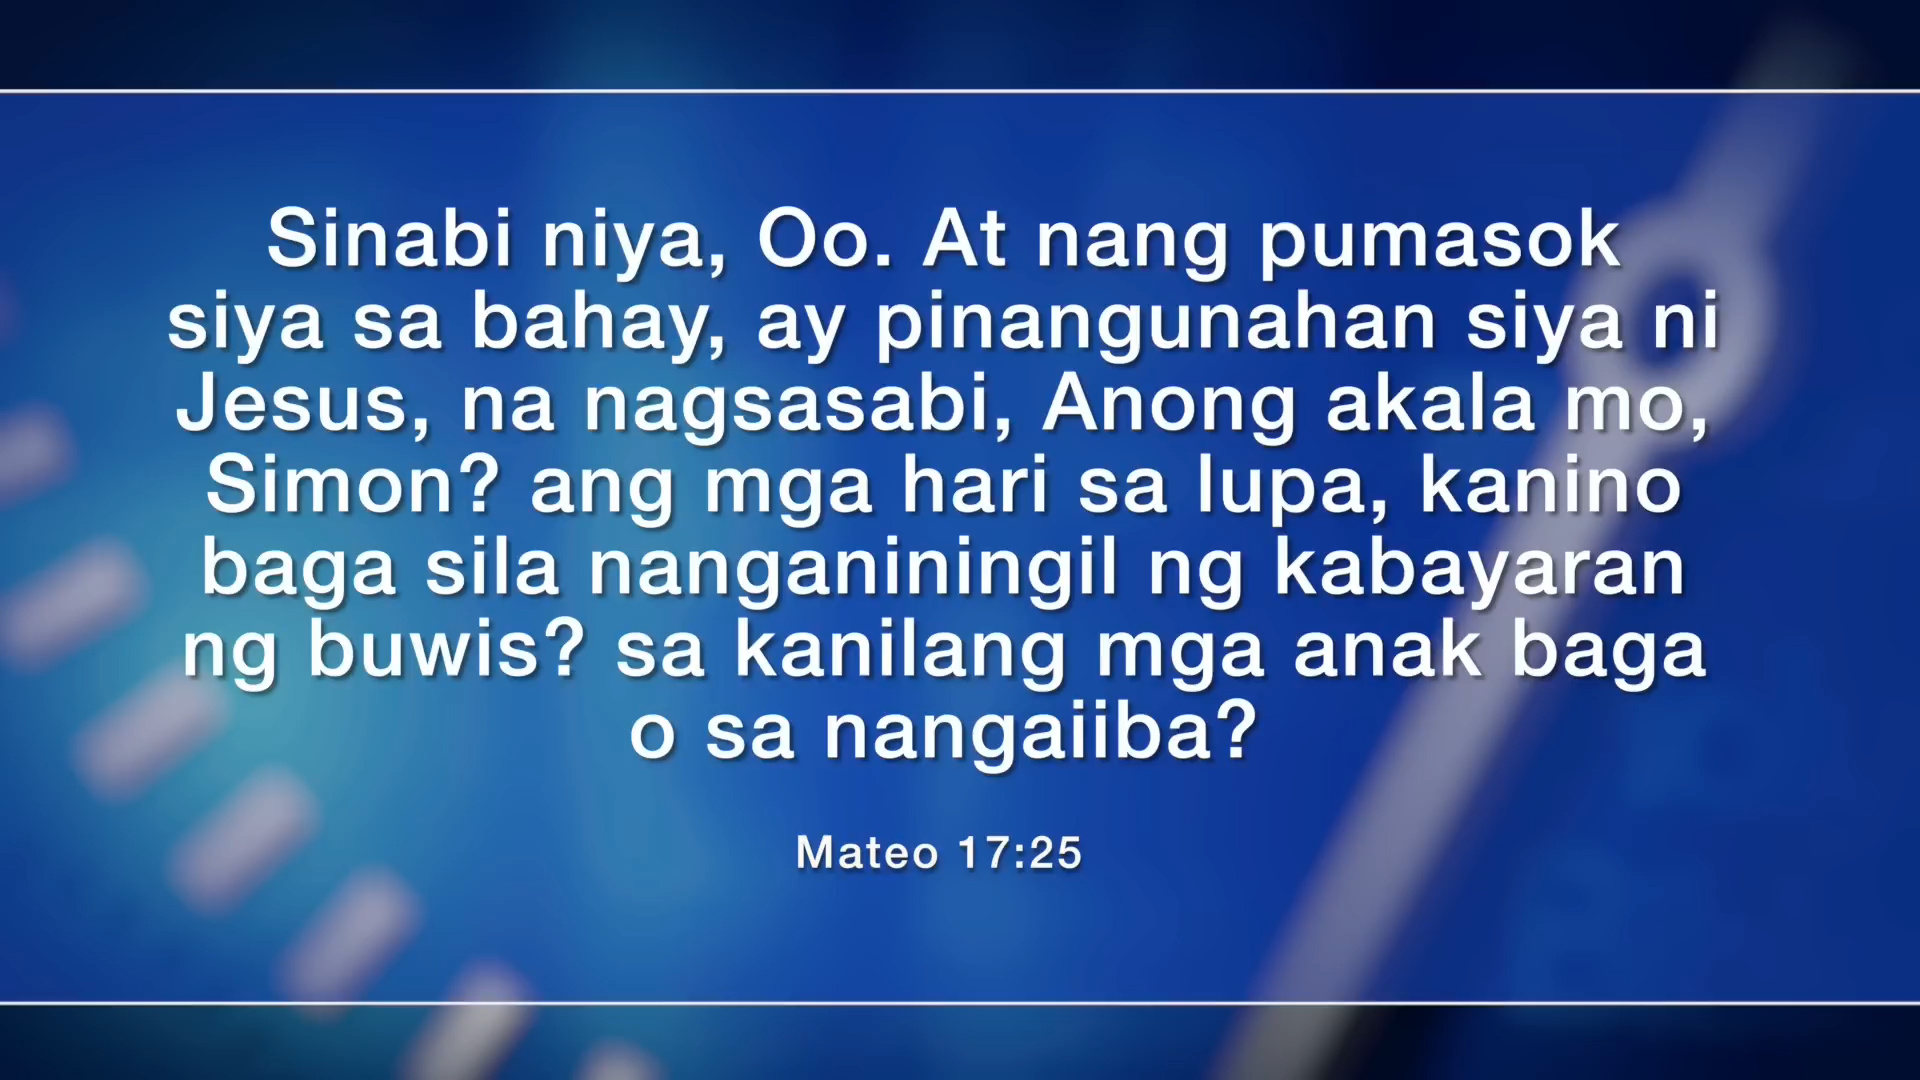 Sinabi niya, Oo. At nang pumasok
siya sa bahay, ay pinangunahan siya ni
Jesus, na nagsasabi, Anong akala mo,
Simon? ang mga hari sa lupa, kanino
baga sila nanganiningil ng kabayaran
ng buwis? sa kanilang mga anak baga
o sa nangaiiba?
Mateo 17:25